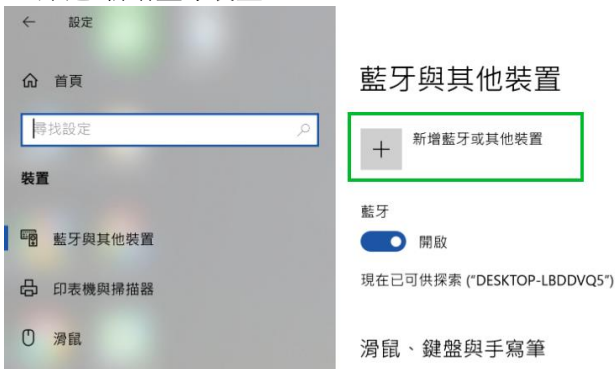 設定
首頁
尋找設定
裝置
藍牙與其他裝置
印表機與掃描器
滑鼠
藍牙與其他裝置
新增藍牙或其他裝置
藍牙
開啟
現在已可供探索 ("DESKTOP-LBDDVQ5")
滑鼠、鍵盤與手寫筆